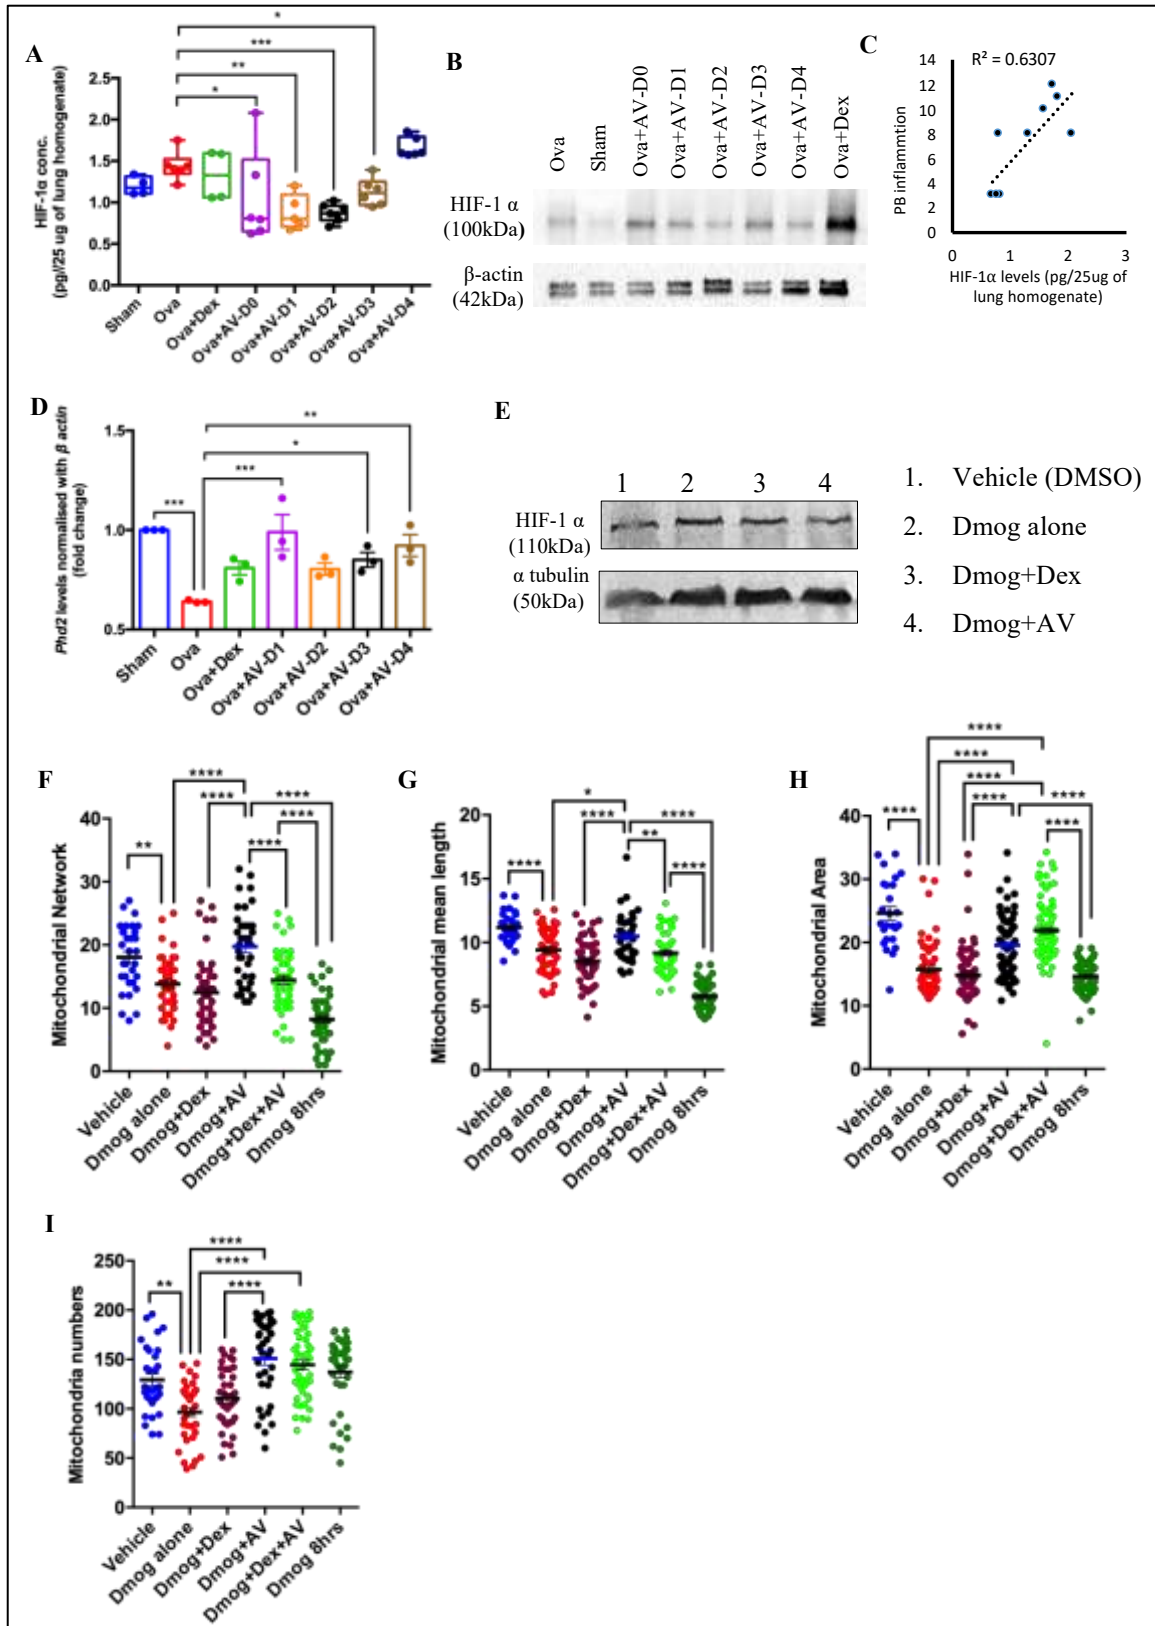 A
HIF-1α conc.
(pg//25 ug of lung homogenate)
2.5
2.0
1.5
1.0
0.5
0.0
*
***
**
*
Sham
Ova
Ova+Dex
Ova+AV-D0
Ova+AV-D1
Ova+AV-D2
Ova+AV-D3
Ova+AV-D4
B
Ova
Sham
Ova+AV-D0
Ova+AV-D1
Ova+AV-D2
Ova+AV-D3
Ova+AV-D4
Ova+Dex
HIF-1 α
(100kDa)
β-actin
(42kDa)
C
R² = 0.6307
PB inflammtion
14
12
10
8
6
4
2
0
0
1
2
3
HIF-1α levels (pg/25ug of
lung homogenate)
D
Phd2 levels normalised with β actin
(fold change)
1.5
1.0
0.5
**
*
***
***
Sham
Ova
Ova+Dex
Ova+AV-D1
Ova+AV-D2
Ova+AV-D3
Ova+AV-D4
E
1 2 3 4
HIF-1 α
(110kDa)
α tubulin
(50kDa)
1. Vehicle (DMSO)
2. Dmog alone
3. Dmog+Dex
4. Dmog+AV
F
Mitochondrial Network
40
30
20
10
0
****
****
****
****
****
**
Vehicle
Dmog alone
Dmog+Dex
Dmog+AV
Dmog+Dex+AV
Dmog 8hrs
G
Mitochondrial mean length
20
15
10
5
0
*
****
****
**
****
****
Vehicle
Dmog alone
Dmog+Dex
Dmog+AV
Dmog+Dex+AV
Dmog 8hrs
H
Mitochondrial Area
40
30
20
10
0
****
****
****
****
****
****
****
Vehicle
Dmog alone
Dmog+Dex
Dmog+AV
Dmog+Dex+AV
Dmog 8hrs
I
Mitochondria numbers
250
200
150
100
50
0
****
****
****
**
Vehicle
Dmog alone
Dmog+Dex
Dmog+AV
Dmog+Dex+AV
Dmog 8hrs